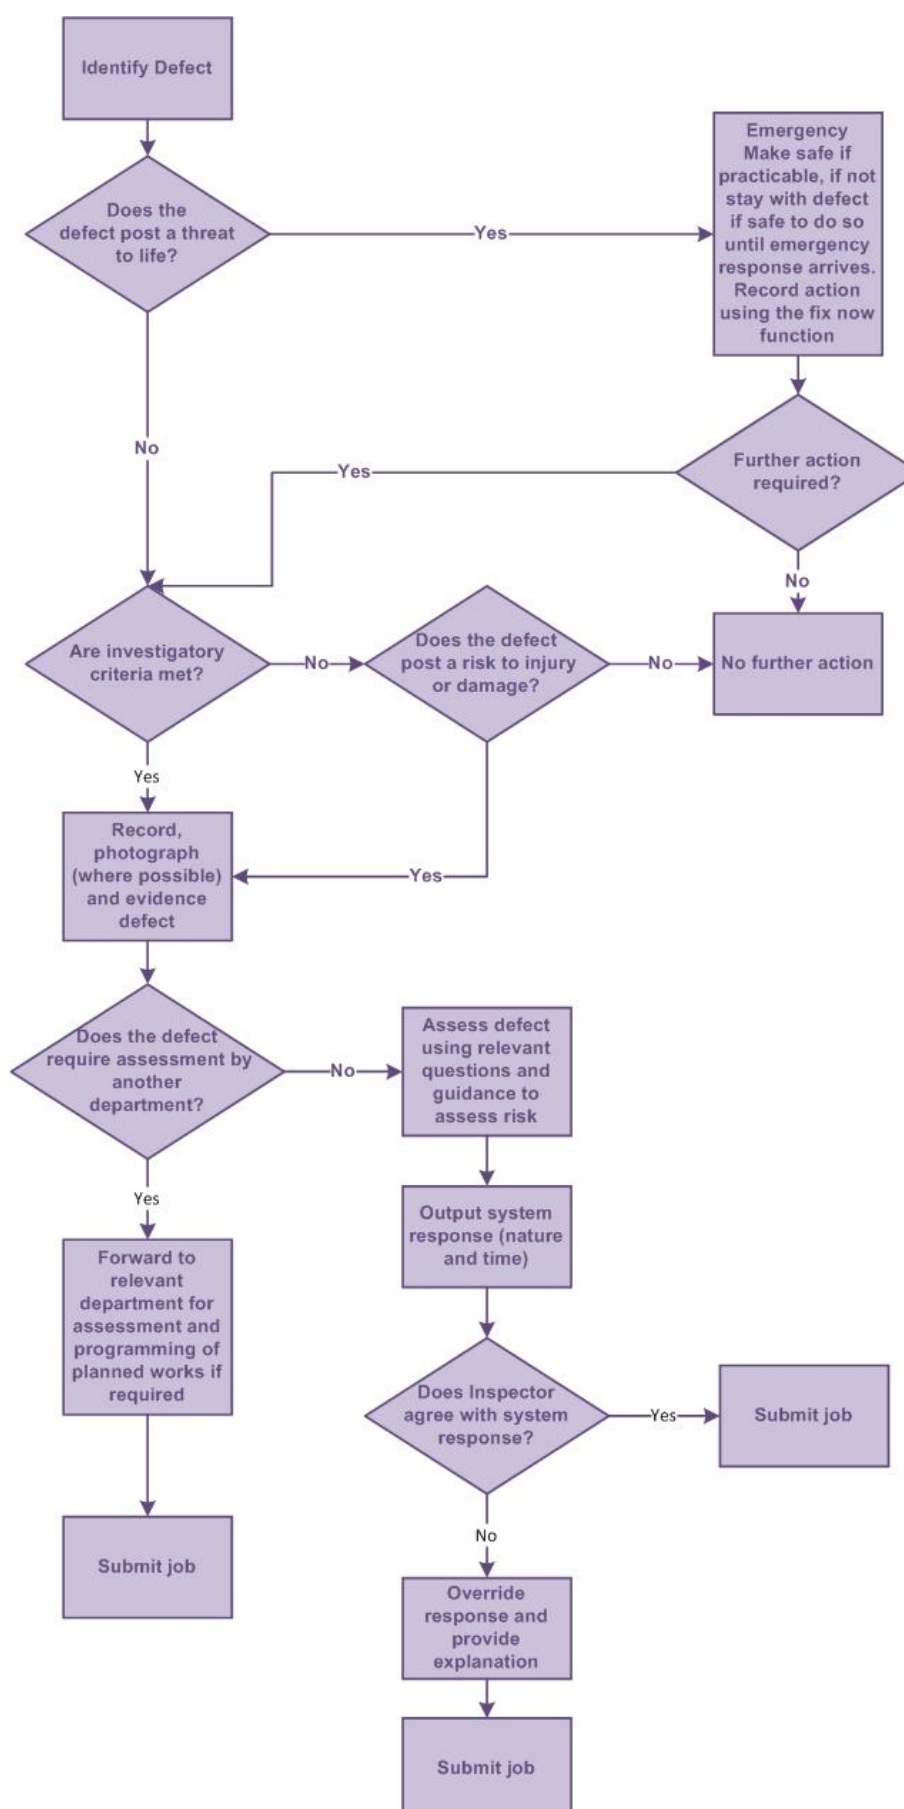 Identify Defect
Does the
defect post a threat
to life?
Yes
Emergency
Make safe if
practicable, if not
stay with defect
if safe to do so
until emergency
response arrives.
Record action
using the fix now
function
No
Yes
Further action
required?
No
Are investigatory
criteria met?
No
Does the defect
post a risk to injury
or damage?
No
No further action
Yes
Record,
photograph
(where possible)
and evidence
defect
Yes
Does the defect
require assessment by
another
department?
No
Assess defect
using relevant
questions and
guidance to
assess risk
Yes
Output system
response (nature
and time)
Forward to
relevant
department for
assessment and
programming of
planned works if
required
Does Inspector
agree with system
response?
Yes
Submit job
No
Submit job
Override
response and
provide
explanation
Submit job